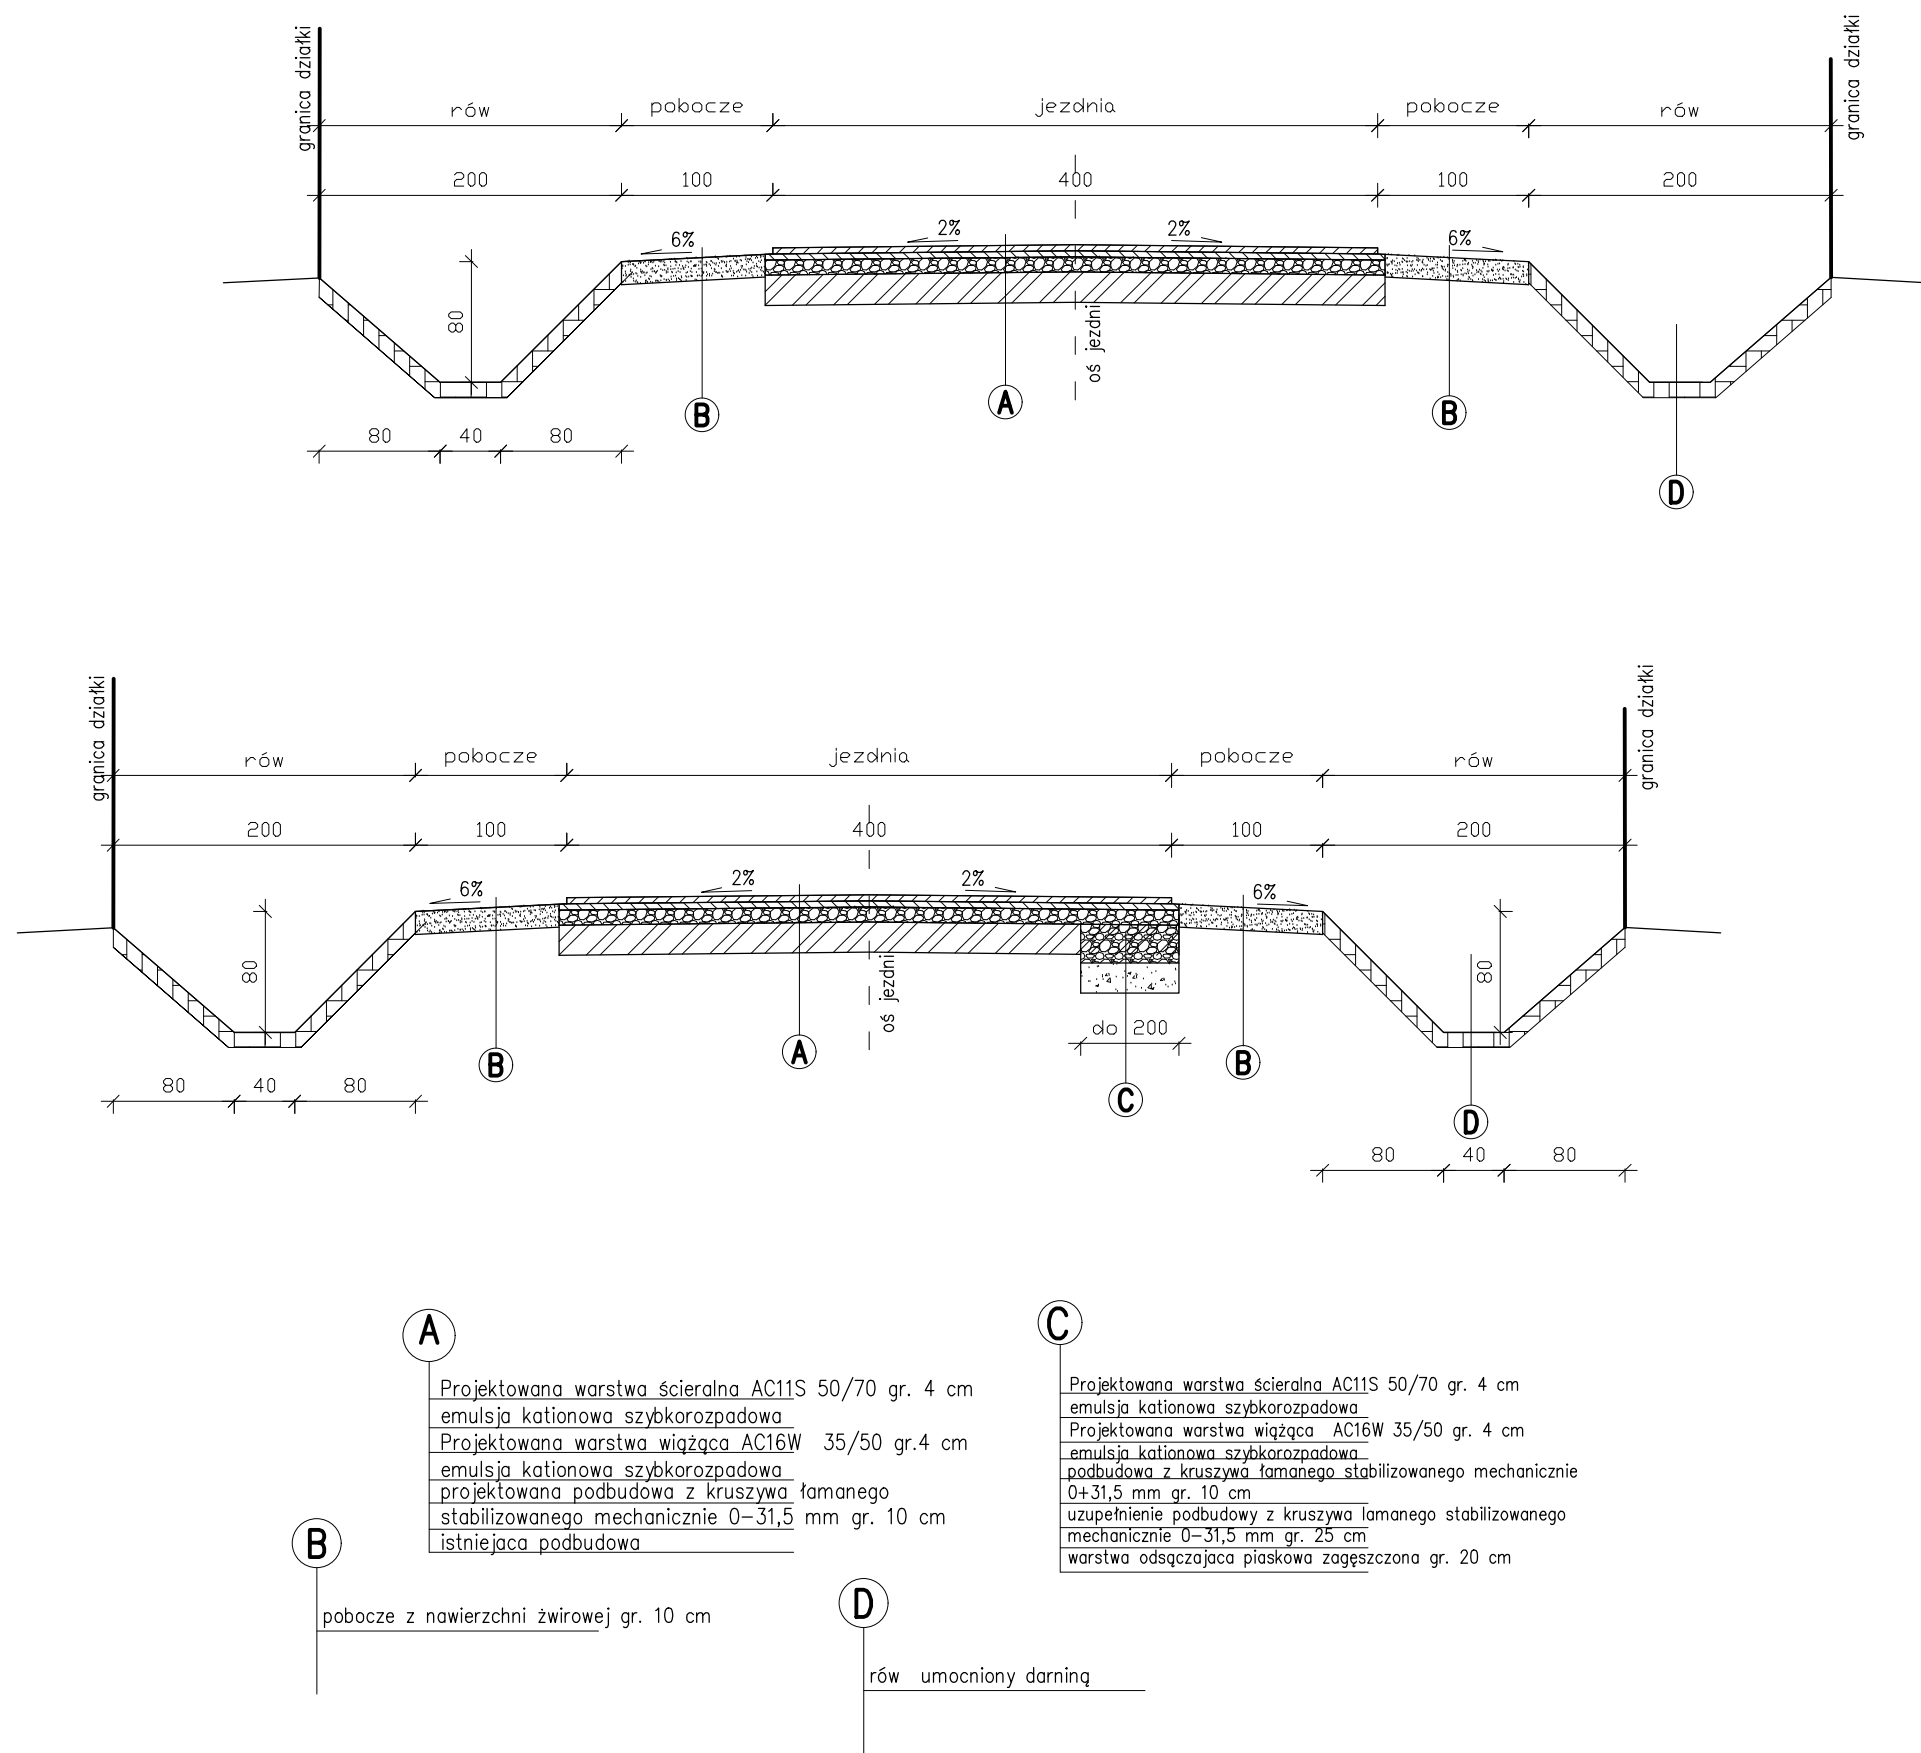 granica działki
granica działki
rów pobocze jezdnia pobocze rów
200 100 400 100 200
6% 2% 2% 6%
80
oś jezdni
B A B
80 40 80
D
granica działki
granica działki
rów pobocze jezdnia pobocze rów
200 100 400 100 200
6% 2% 2% 6%
80 80
oś jezdni
do 200
B A B
80 40 80
C
D
80 40 80
A
Projektowana warstwa ścieralna AC11S 50/70 gr. 4 cm
emulsja kationowa szybkorozpadowa
Projektowana warstwa wiążąca AC16W 35/50 gr.4 cm
emulsja kationowa szybkorozpadowa
projektowana podbudowa z kruszywa łamanego
stabilizowanego mechanicznie 0-31,5 mm gr. 10 cm
istniejaca podbudowa
C
Projektowana warstwa ścieralna AC11S 50/70 gr. 4 cm
emulsja kationowa szybkorozpadowa
Projektowana warstwa wiążąca AC16W 35/50 gr. 4 cm
emulsja kationowa szybkorozpadowa
podbudowa z kruszywa łamanego stabilizowanego mechanicznie
0+31,5 mm gr. 10 cm
uzupełnienie podbudowy z kruszywa lamanego stabilizowanego
mechanicznie 0-31,5 mm gr. 25 cm
warstwa odsączajaca piaskowa zagęszczona gr. 20 cm
B
pobocze z nawierzchni żwirowej gr. 10 cm
D
rów umocniony darniną